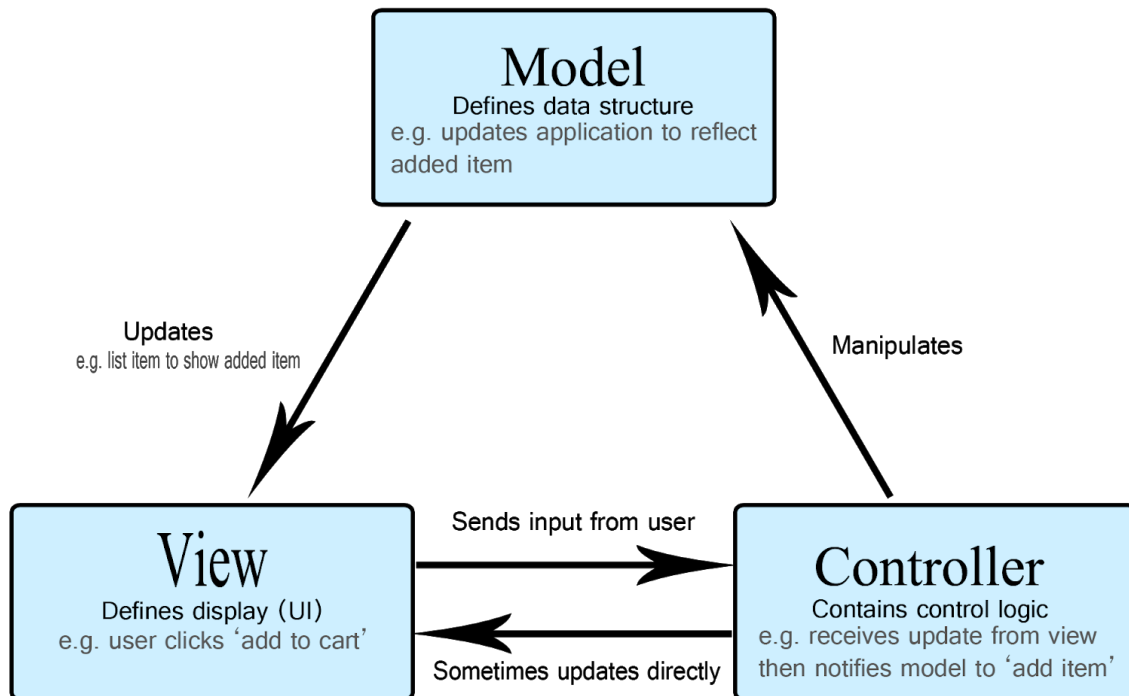 Model
Defines data structure
e.g. updates application to reflect
added item
Updates
e.g. list item to show added item
Manipulates
Sends input from user
View
Defines display (UI)
e.g. user clicks ‘add to cart’
Controller
Contains control logic
e.g. receives update from view
then notifies model to ‘add item’
Sometimes updates directly